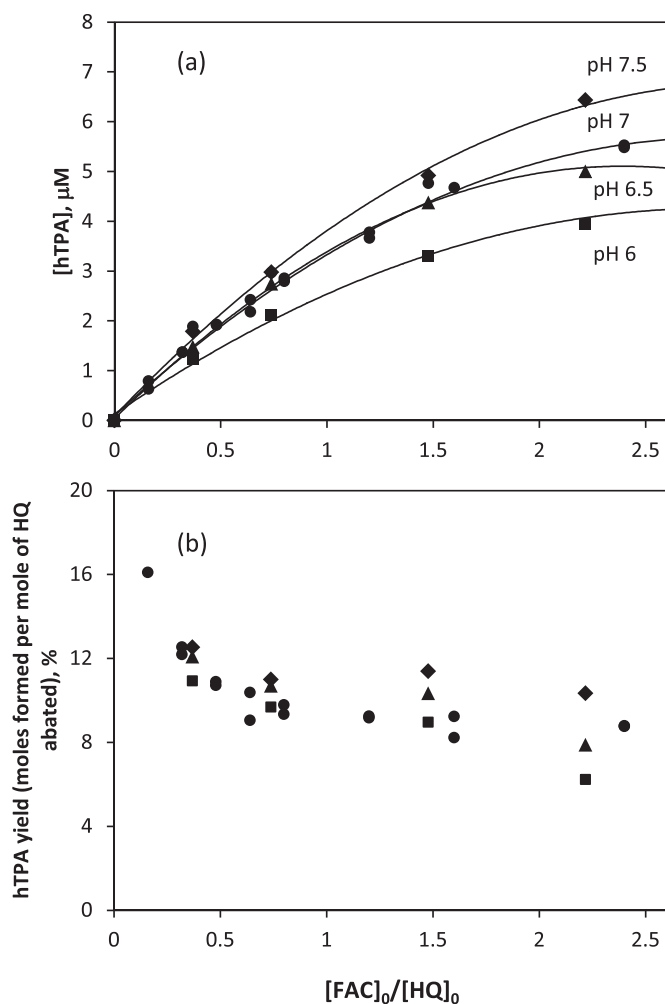 8
(a)
pH 7.5
7
6
pH 7
5
pH 6.5
4
[hTPA], μM
3
pH 6
2
1
0
0 0.5 1 1.5 2 2.5
20
(b)
16
12
hTPA yield (moles formed per mole of HQ
abated), %
8
4
0
0 0.5 1 1.5 2 2.5
[FAC]₀/[HQ]₀